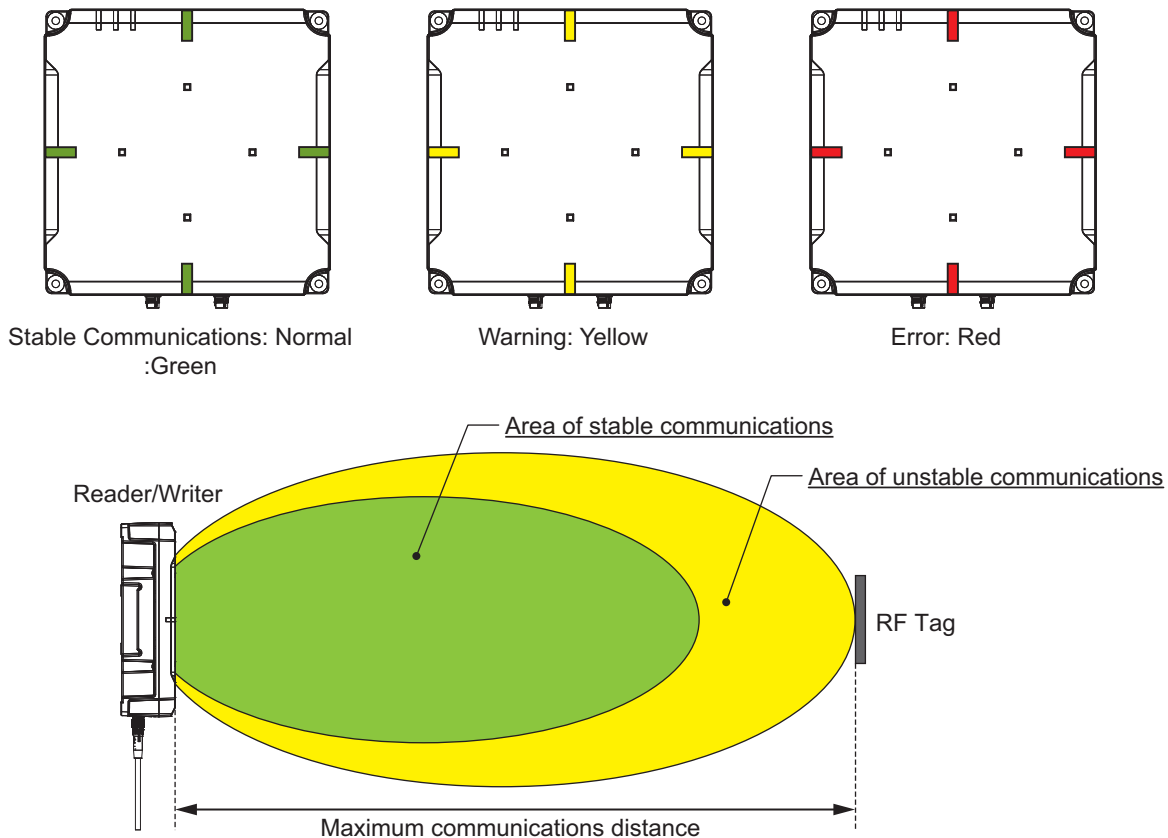 Stable Communications: Normal
:Green
Warning: Yellow
Error: Red
Area of stable communications
Area of unstable communications
Reader/Writer
RF Tag
Maximum communications distance